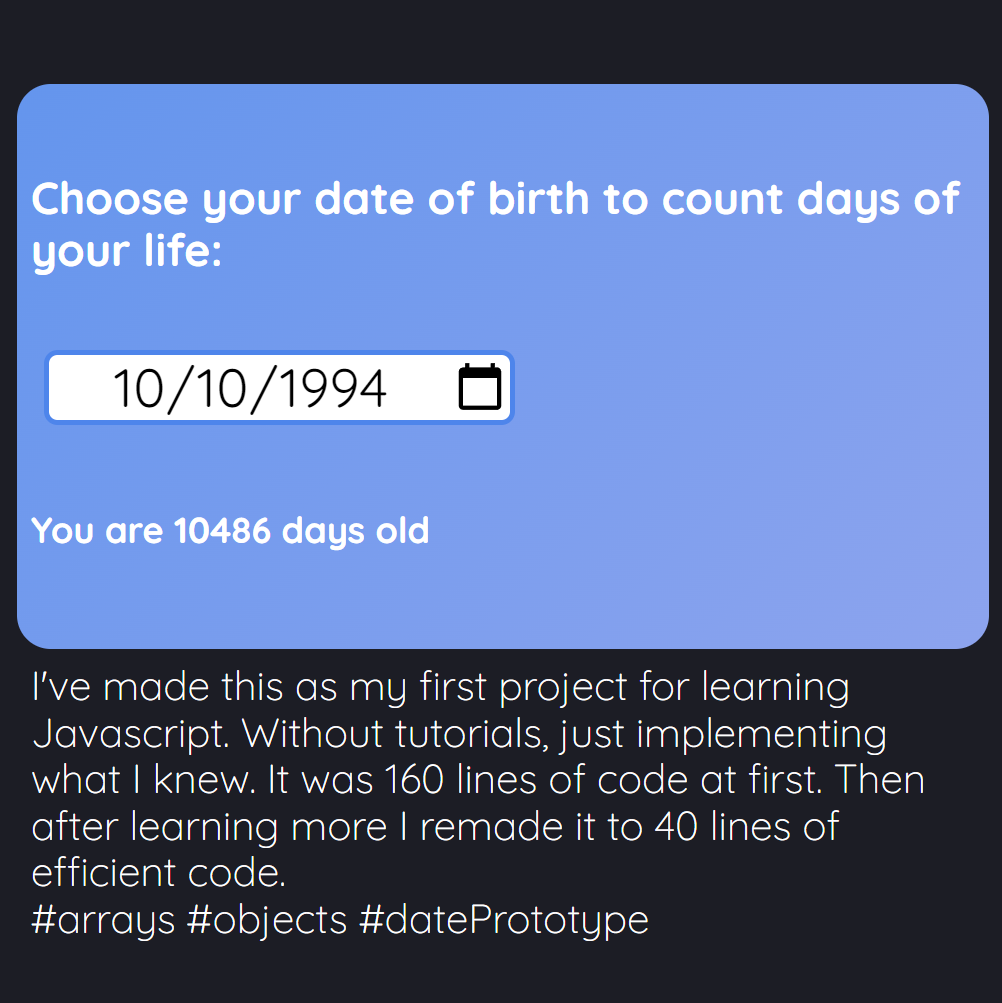 Choose your date of birth to count days of
your life:
10/10/1994
You are 10486 days old
I've made this as my first project for learning
Javascript. Without tutorials, just implementing
what I knew. It was 160 lines of code at first. Then
after learning more I remade it to 40 lines of
efficient code.
#arrays #objects #datePrototype